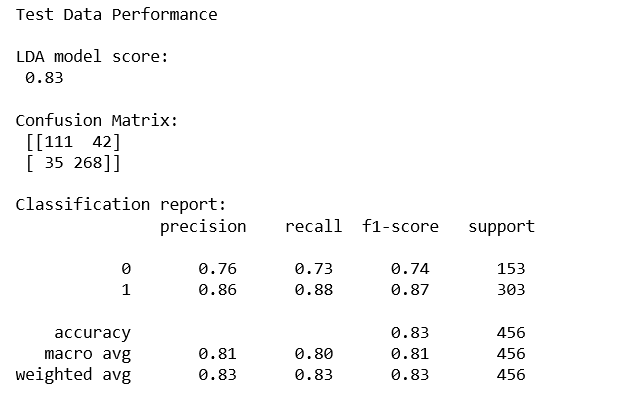 Test Data Performance
LDA model score:
0.83
Confusion Matrix:
[[111  42]
[ 35 268]]
Classification report:
precision recall f1-score support
0 0.76 0.73 0.74 153
1 0.86 0.88 0.87 303
accuracy 0.83 456
macro avg 0.81 0.80 0.81 456
weighted avg 0.83 0.83 0.83 456